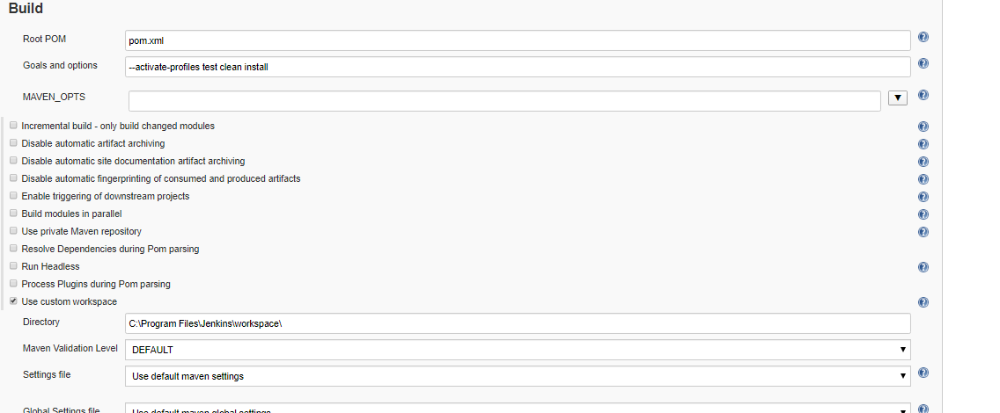 Build
Root POM pom.xml
Goals and options --activate-profiles test clean install
MAVEN_OPTS
Incremental build - only build changed modules
Disable automatic artifact archiving
Disable automatic site documentation artifact archiving
Disable automatic fingerprinting of consumed and produced artifacts
Enable triggering of downstream projects
Build modules in parallel
Use private Maven repository
Resolve Dependencies during Pom parsing
Run Headless
Process Plugins during Pom parsing
Use custom workspace
Directory C:\Program Files\Jenkins\workspace\
Maven Validation Level DEFAULT
Settings file Use default maven settings
Global Settings file Use default maven global settings